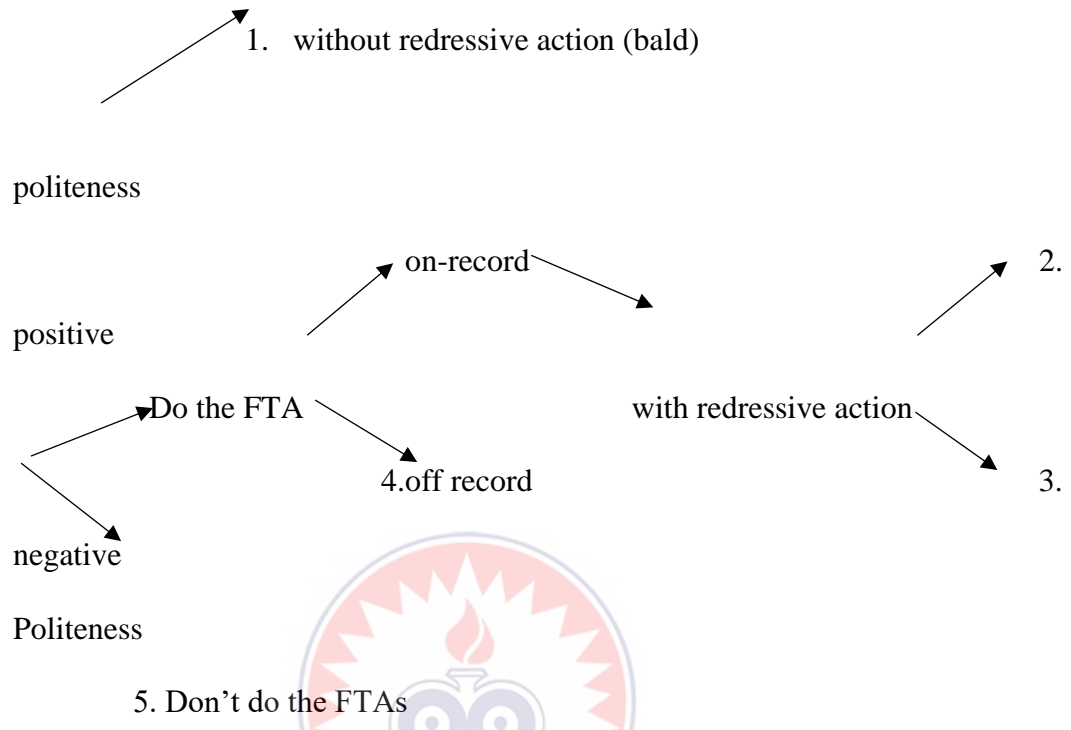 1. without redressive action (bald)
politeness
on-record 2.
positive
Do the FTA with redressive action
4.off record 3.
negative
Politeness
5. Don’t do the FTAs